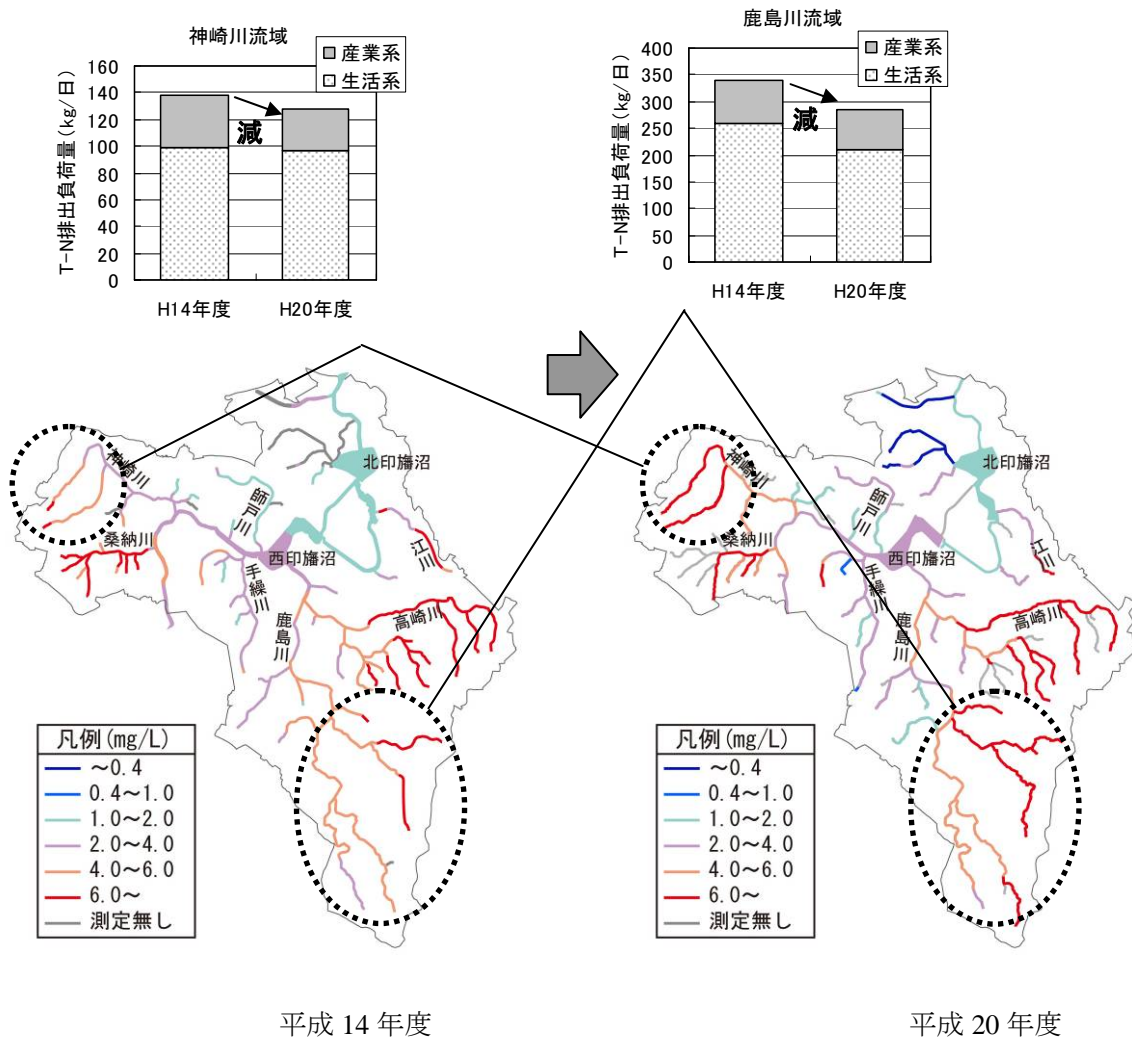 神崎川流域
産業系
生活系
T-N排出負荷量(kg/日)
160
140
120
100
80
60
40
20
0
減
H14年度
H20年度
鹿島川流域
産業系
生活系
T-N排出負荷量(kg/日)
400
350
300
250
200
150
100
50
0
減
H14年度
H20年度
北印旛沼
神崎川
師戸川
桑納川
西印旛沼
江川
手繰川
鹿島川
高崎川
凡例(mg/L)
~0.4
0.4~1.0
1.0~2.0
2.0~4.0
4.0~6.0
6.0~
測定無し
平成 14 年度
北印旛沼
神崎川
師戸川
桑納川
西印旛沼
江川
手繰川
鹿島川
高崎川
凡例(mg/L)
~0.4
0.4~1.0
1.0~2.0
2.0~4.0
4.0~6.0
6.0~
測定無し
平成 20 年度